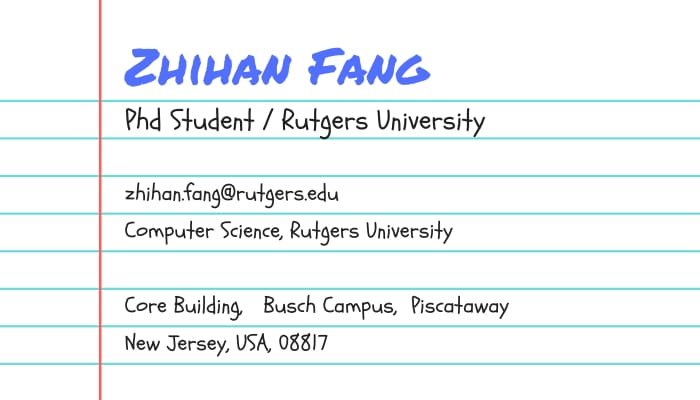 Zhihan Fang
Phd Student / Rutgers University
zhihan.fang@rutgers.edu
Computer Science, Rutgers University
Core Building, Busch Campus, Piscataway
New Jersey, USA, 08817